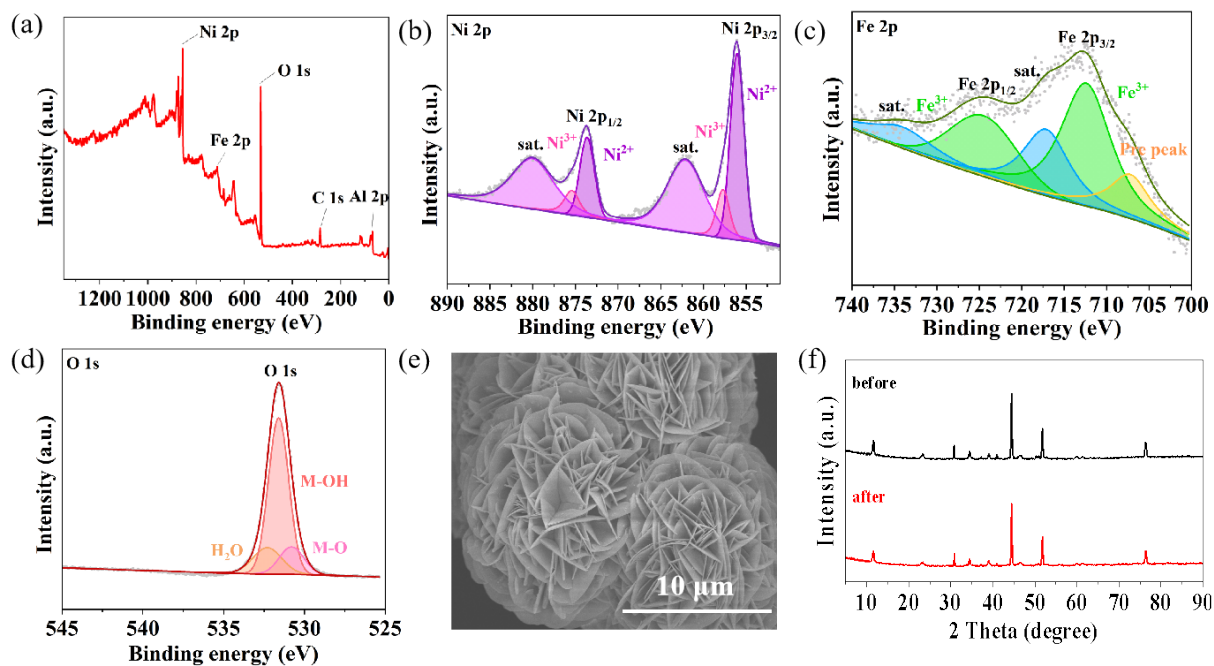 (a)
Ni 2p
O 1s
Fe 2p
C 1s
Al 2p
Intensity (a.u.)
1200 1000 800 600 400 200 0
Binding energy (eV)
(b)
Ni 2p
Ni 2p3/2
Ni²⁺
Ni 2p1/2
Ni³⁺
sat.
Ni³⁺
Ni²⁺
sat.
Intensity (a.u.)
890 885 880 875 870 865 860 855
Binding energy (eV)
(c)
Fe 2p
Fe 2p3/2
sat.
Fe 2p1/2
Fe³⁺
Fe³⁺
sat.
Pre peak
Intensity (a.u.)
740 730 720 710 700
Binding energy (eV)
(d)
O 1s
O 1s
M-OH
H₂O
M-O
Intensity (a.u.)
545 540 535 530 525
Binding energy (eV)
(e)
10 μm
(f)
before
after
Intensity (a.u.)
10 20 30 40 50 60 70 80 90
2 Theta (degree)